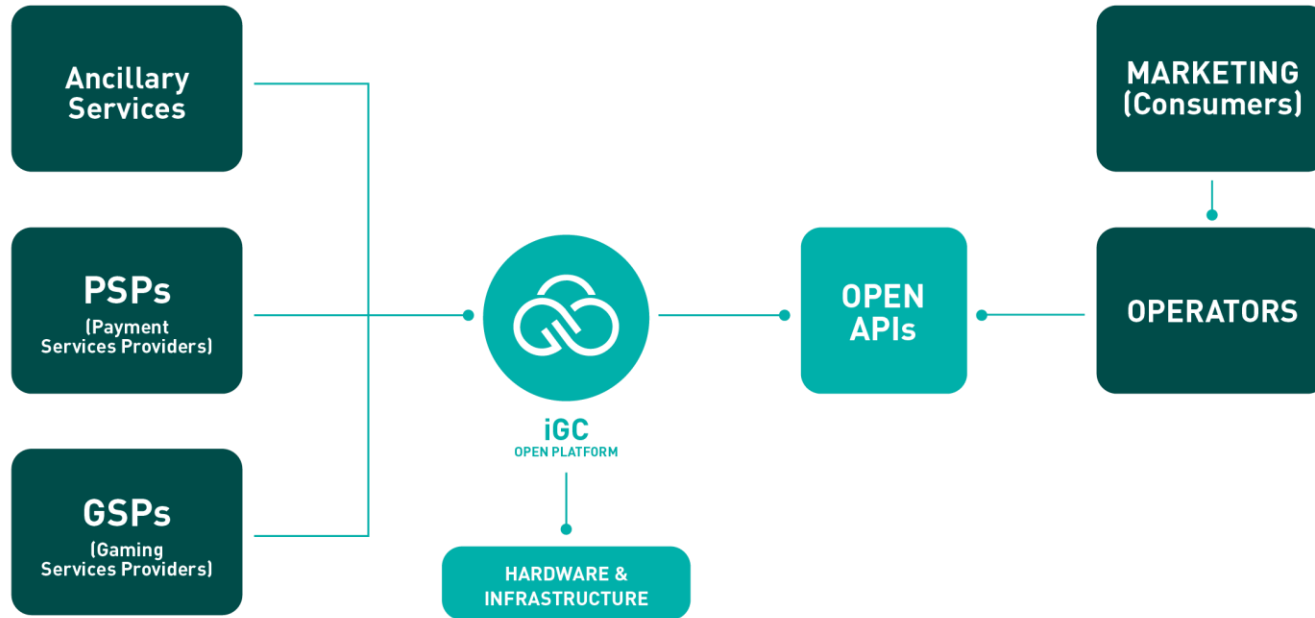 Ancillary
Services
PSPs
(Payment
Services Providers)
GSPs
(Gaming
Services Providers)
iGC
OPEN PLATFORM
HARDWARE &
INFRASTRUCTURE
OPEN
APIs
MARKETING
(Consumers)
OPERATORS